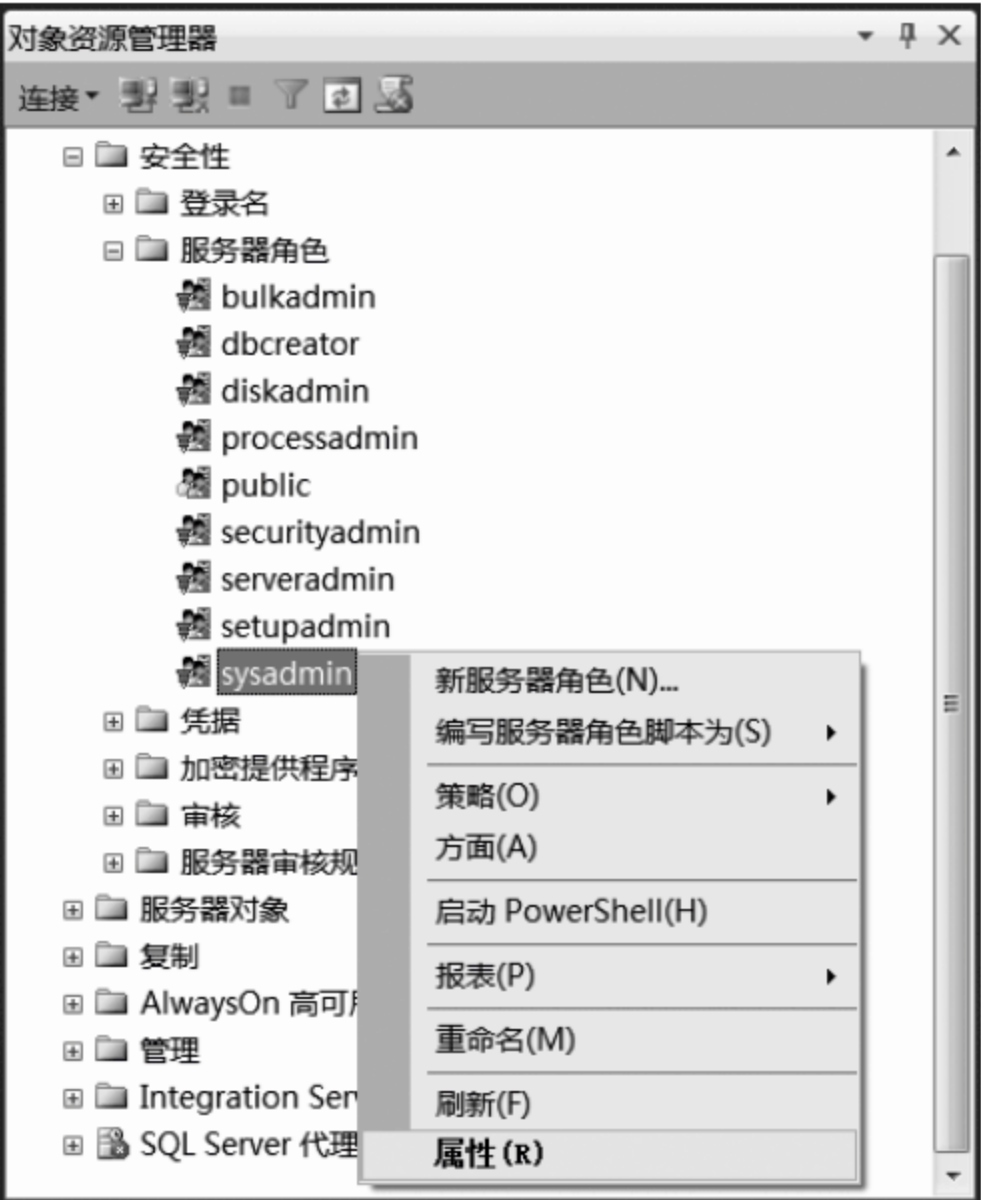 对象资源管理器
连接
安全性
登录名
服务器角色
bulkadmin
dbcreator
diskadmin
processadmin
public
securityadmin
serveradmin
setupadmin
sysadmin
新服务器角色(N)...
编写服务器角色脚本为(S)
策略(O)
方面(A)
启动 PowerShell(H)
报表(P)
重命名(M)
刷新(F)
属性(R)
凭据
加密提供程序
审核
服务器审核规
服务器对象
复制
AlwaysOn 高可
管理
Integration Ser
SQL Server 代理